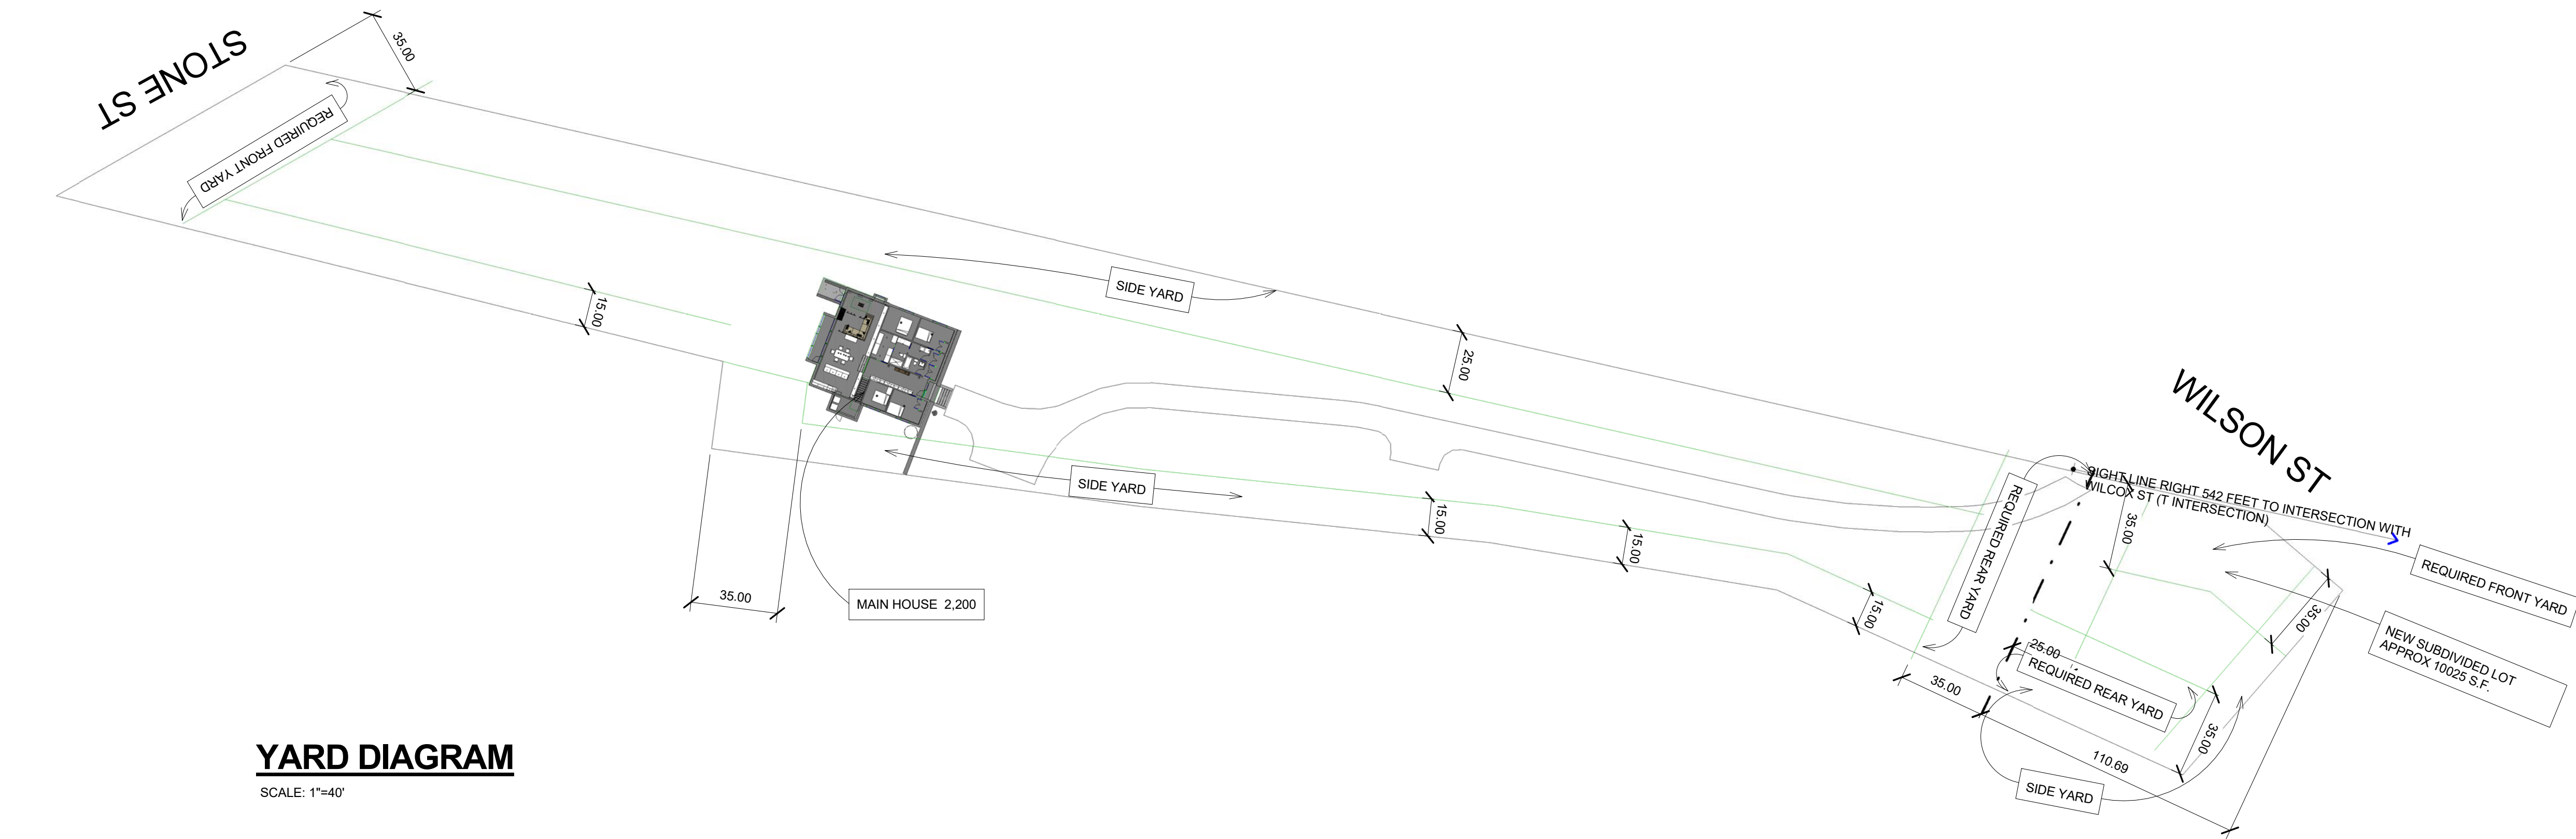 STONE ST
35.00
REQUIRED FRONT YARD
15.00
SIDE YARD
25.00
WILSON ST
SIGHT LINE RIGHT 542 FEET TO INTERSECTION WITH
WILCOX ST (T INTERSECTION)
35.00
REQUIRED REAR YARD
SIDE YARD
15.00
15.00
15.00
REQUIRED FRONT YARD
35.00
MAIN HOUSE 2,200
35.00
NEW SUBDIVIDED LOT
APPROX 10025 S.F.
25.00
REQUIRED REAR YARD
35.00
35.00
110.69
SIDE YARD
YARD DIAGRAM
SCALE: 1"=40'